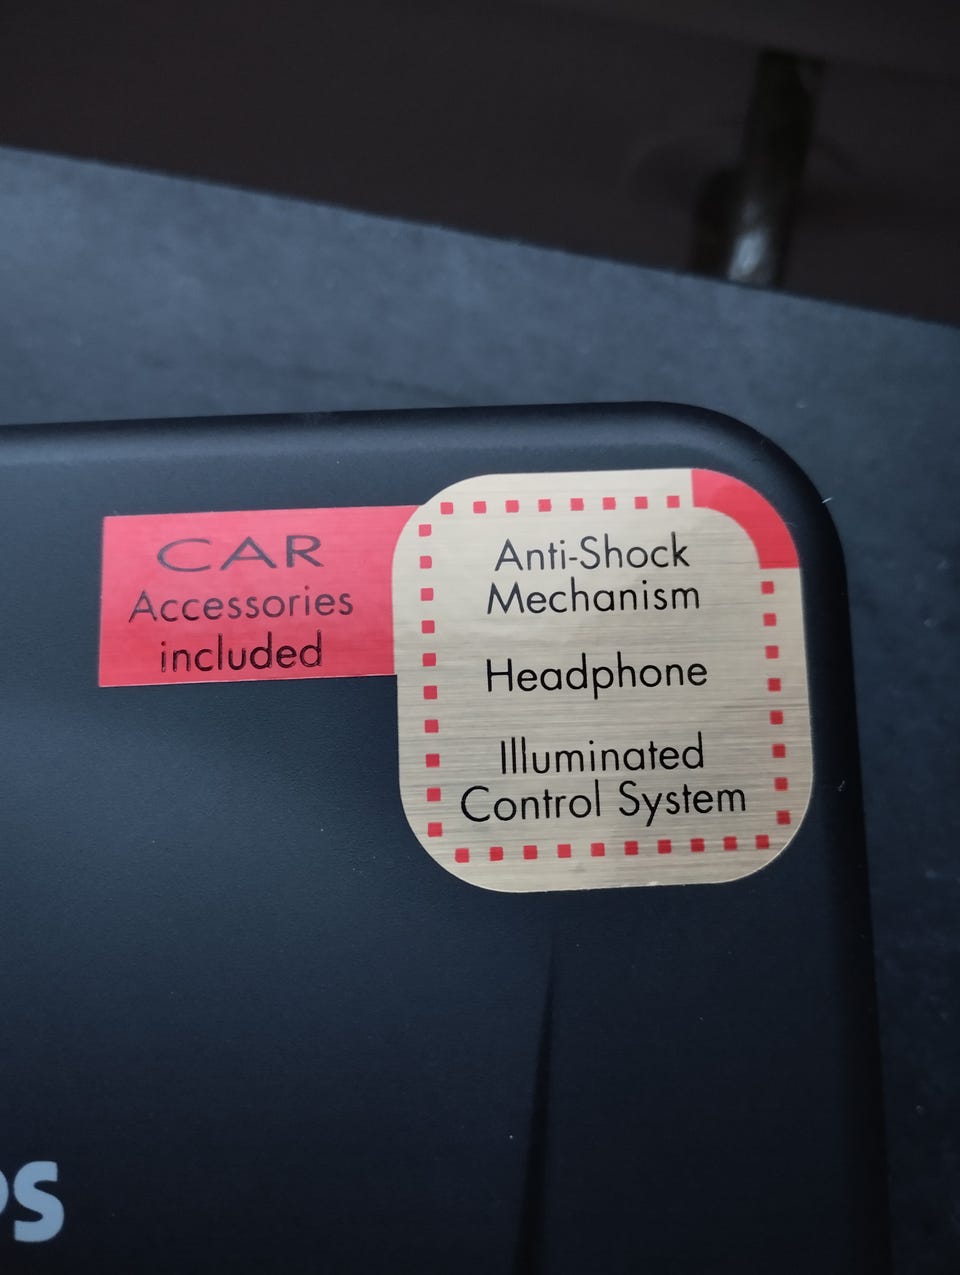 CAR
Accessories
included
Anti-Shock
Mechanism
Headphone
Illuminated
Control System